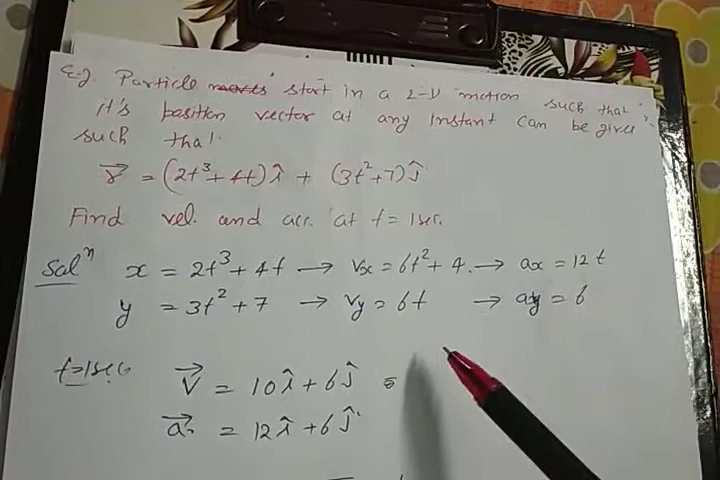 E.g. Particle start in a 2-D motion such that
it's position vector at any instant can be given
such that.
r⃗ = (2t³+4t)î + (3t²+7)ĵ
Find vel. and acc. at t=1sec.
Solⁿ x = 2t³+4t → Vx = 6t²+4. → ax = 12t
y = 3t²+7 → Vy = 6t → ay = 6
t=1sec V⃗ = 10î+6ĵ
a⃗ = 12î+6ĵ